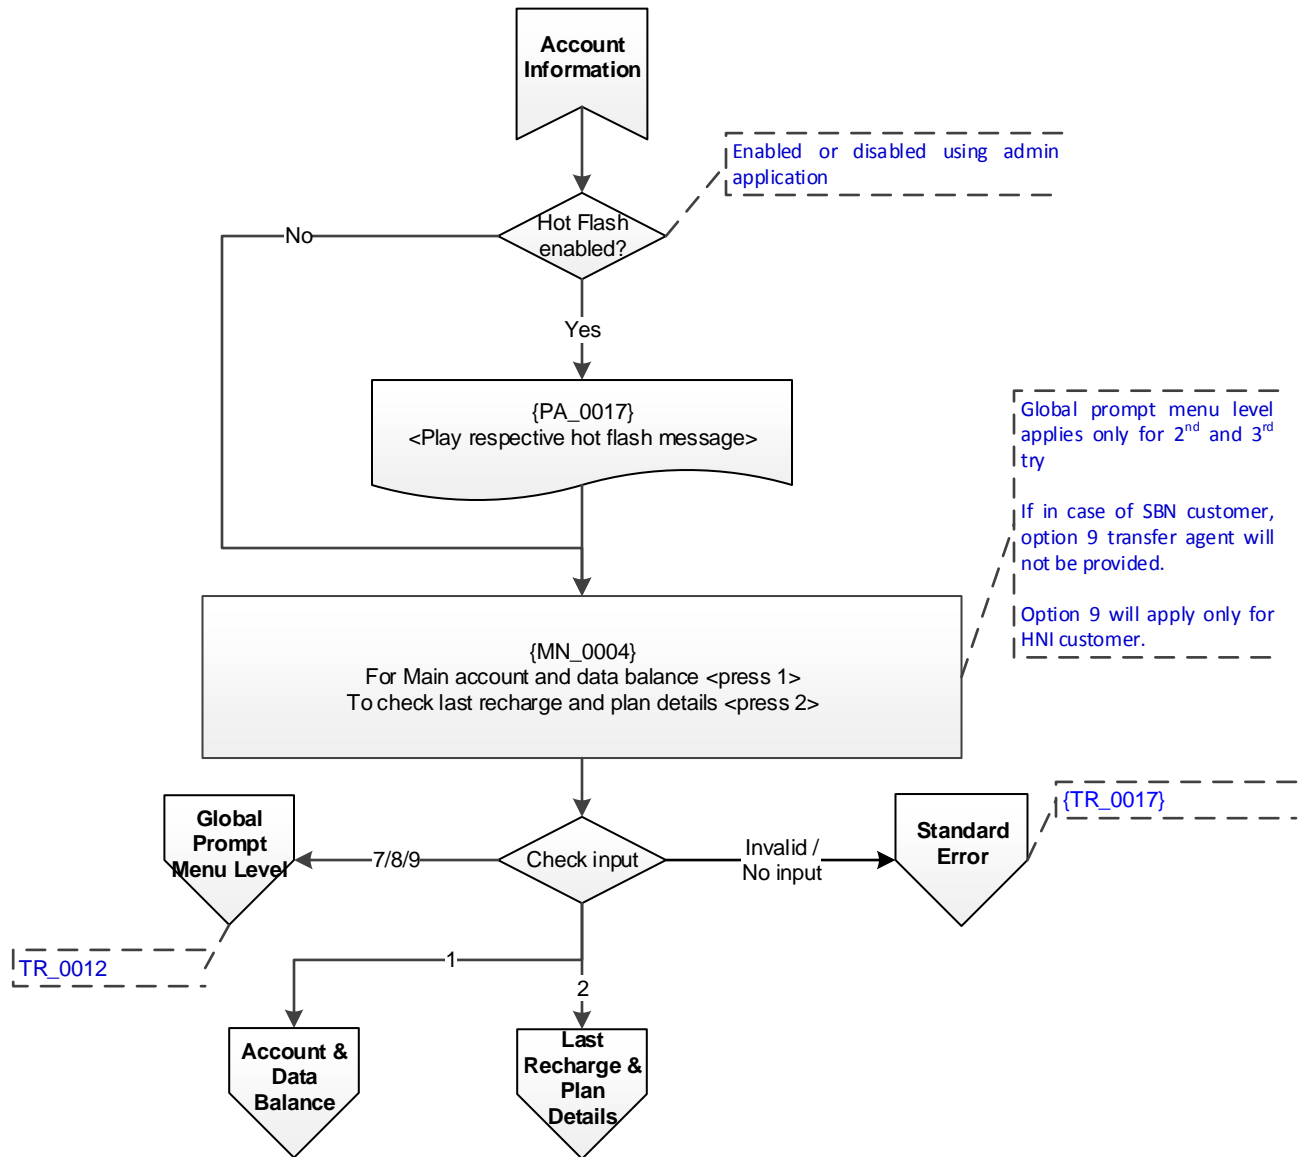 Account
Information
Enabled or disabled using admin
application
Hot Flash
enabled?
No
Yes
{PA_0017}
<Play respective hot flash message>
Global prompt menu level
applies only for 2nd and 3rd
try
If in case of SBN customer,
option 9 transfer agent will
not be provided.
Option 9 will apply only for
HNI customer.
{MN_0004}
For Main account and data balance <press 1>
To check last recharge and plan details <press 2>
Global
Prompt
Menu Level
7/8/9
Check input
Invalid /
No input
Standard
Error
{TR_0017}
TR_0012
1
2
Account &
Data
Balance
Last
Recharge &
Plan
Details